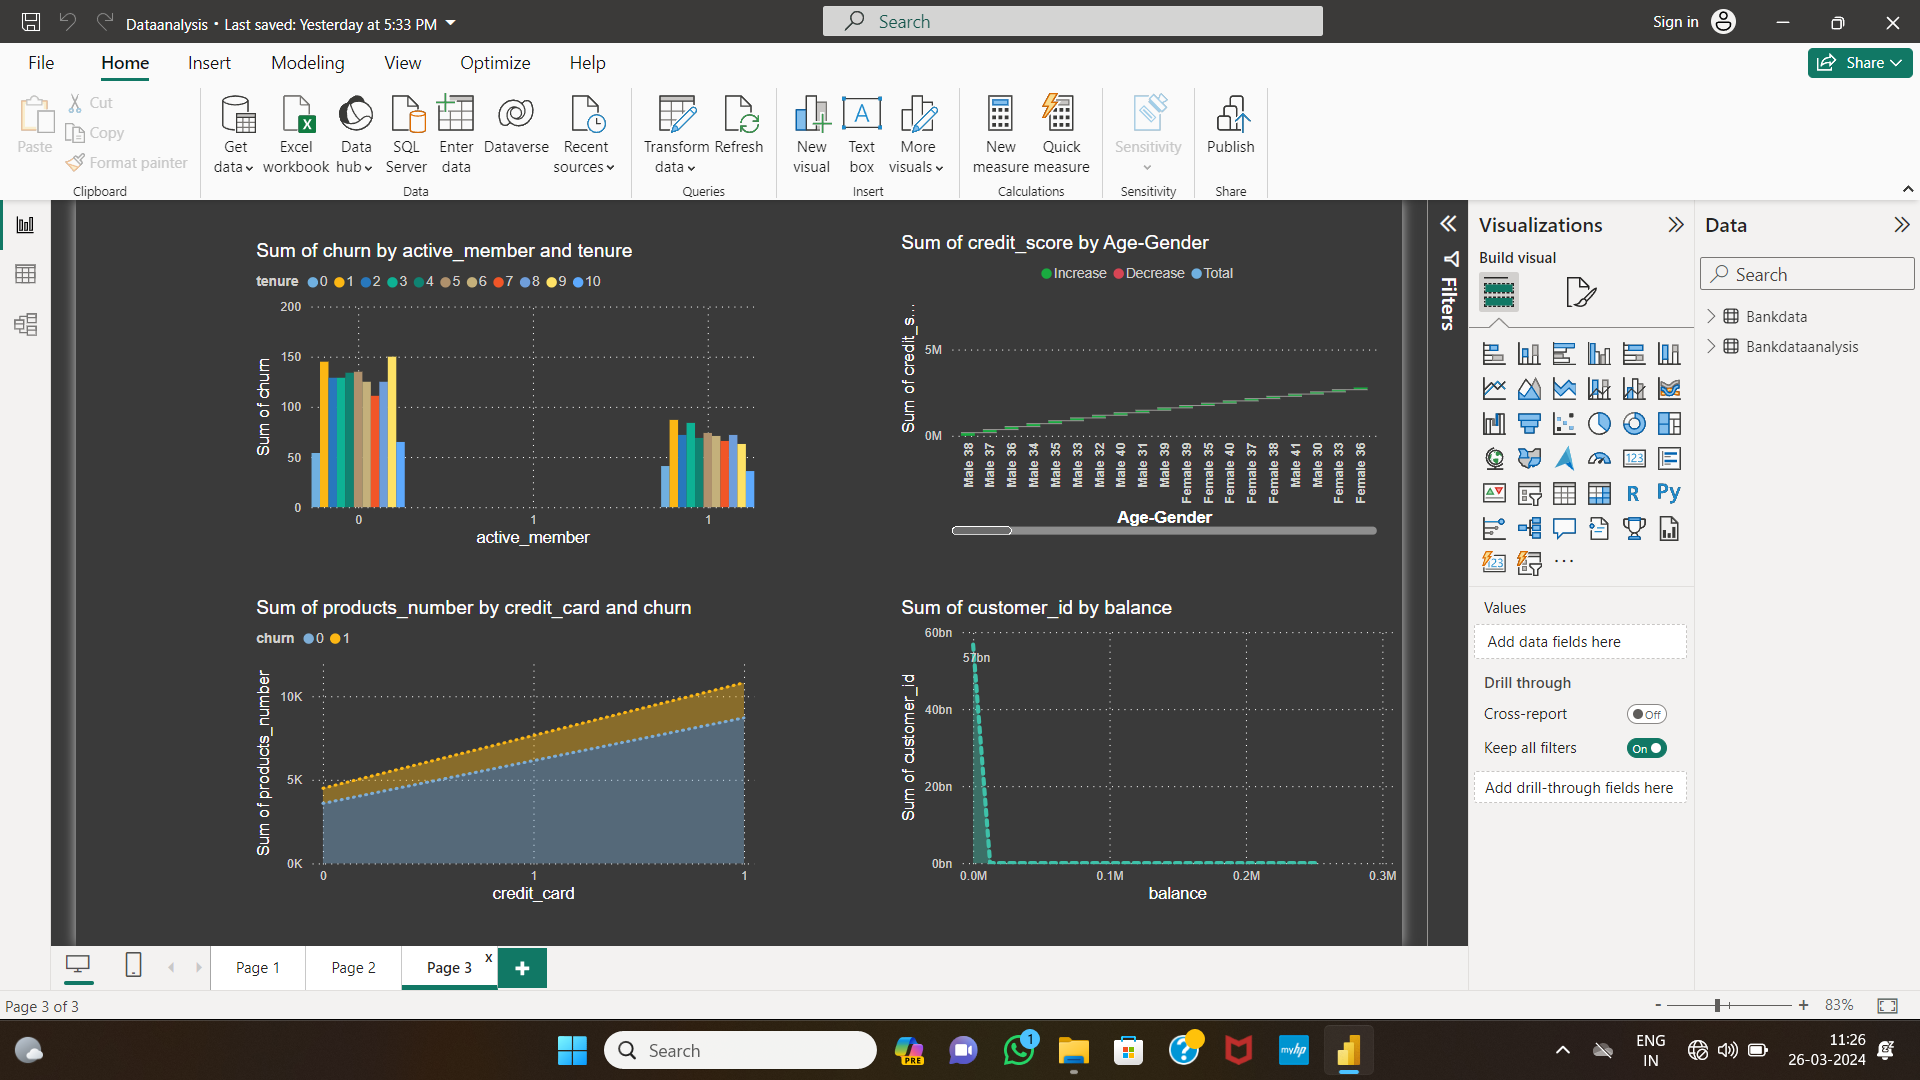 Dataanalysis • Last saved: Yesterday at 5:33 PM
Search
Sign in
File Home Insert Modeling View Optimize Help
Share
Paste
Cut
Copy
Format painter
Clipboard
Get data
Excel workbook
Data hub
SQL Server
Enter data
Dataverse
Recent sources
Data
Transform data
Refresh
Queries
New visual
Text box
More visuals
Insert
New measure
Quick measure
Calculations
Sensitivity
Sensitivity
Publish
Share
Sum of churn by active_member and tenure
tenure 0 1 2 3 4 5 6 7 8 9 10
Sum of churn
200
150
100
50
0
0 1 1
active_member
Sum of credit_score by Age-Gender
Increase Decrease Total
Sum of credit_s...
5M
0M
Male 38
Male 37
Male 36
Male 34
Male 35
Male 33
Male 32
Male 40
Male 31
Male 39
Female 39
Female 35
Female 40
Female 37
Female 38
Male 41
Male 30
Female 33
Female 36
Age-Gender
Sum of products_number by credit_card and churn
churn 0 1
Sum of products_number
10K
5K
0K
0 1 1
credit_card
Sum of customer_id by balance
Sum of customer_id
60bn
57bn
40bn
20bn
0bn
0.0M 0.1M 0.2M 0.3M
balance
Filters
Visualizations
Build visual
123
R
Py
123
...
Values
Add data fields here
Drill through
Cross-report
Off
Keep all filters
On
Add drill-through fields here
Data
Search
Bankdata
Bankdataanalysis
Page 1 Page 2 Page 3 x +
Page 3 of 3
- + 83%
Search
PRE
1
myhp
ENG
IN
11:26
26-03-2024